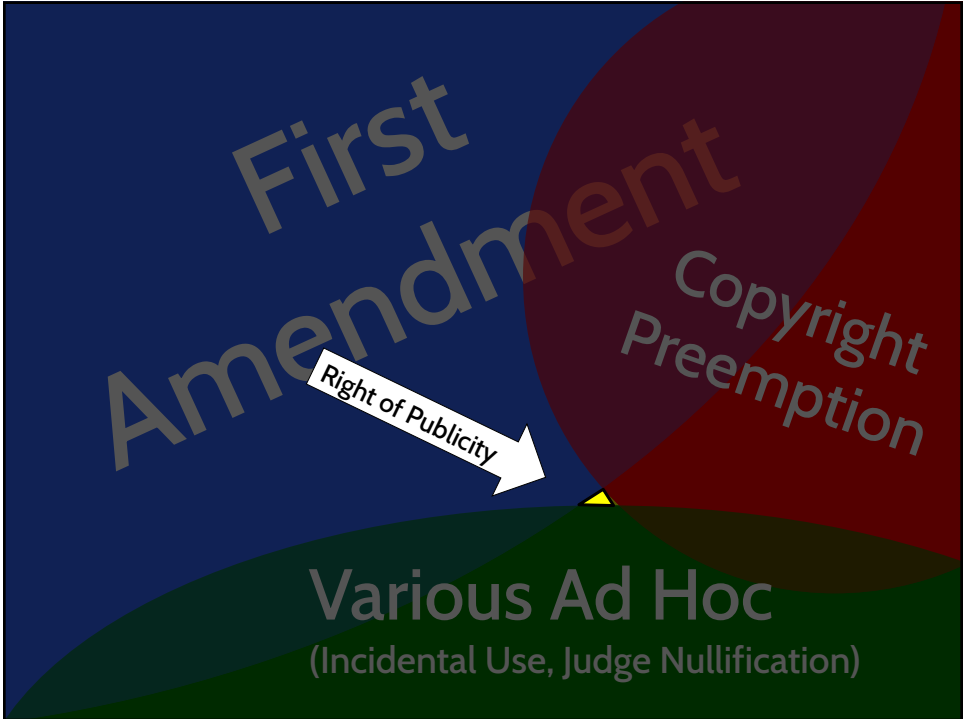 First
Amendment
Copyright
Preemption
Right of Publicity
Various Ad Hoc
(Incidental Use, Judge Nullification)